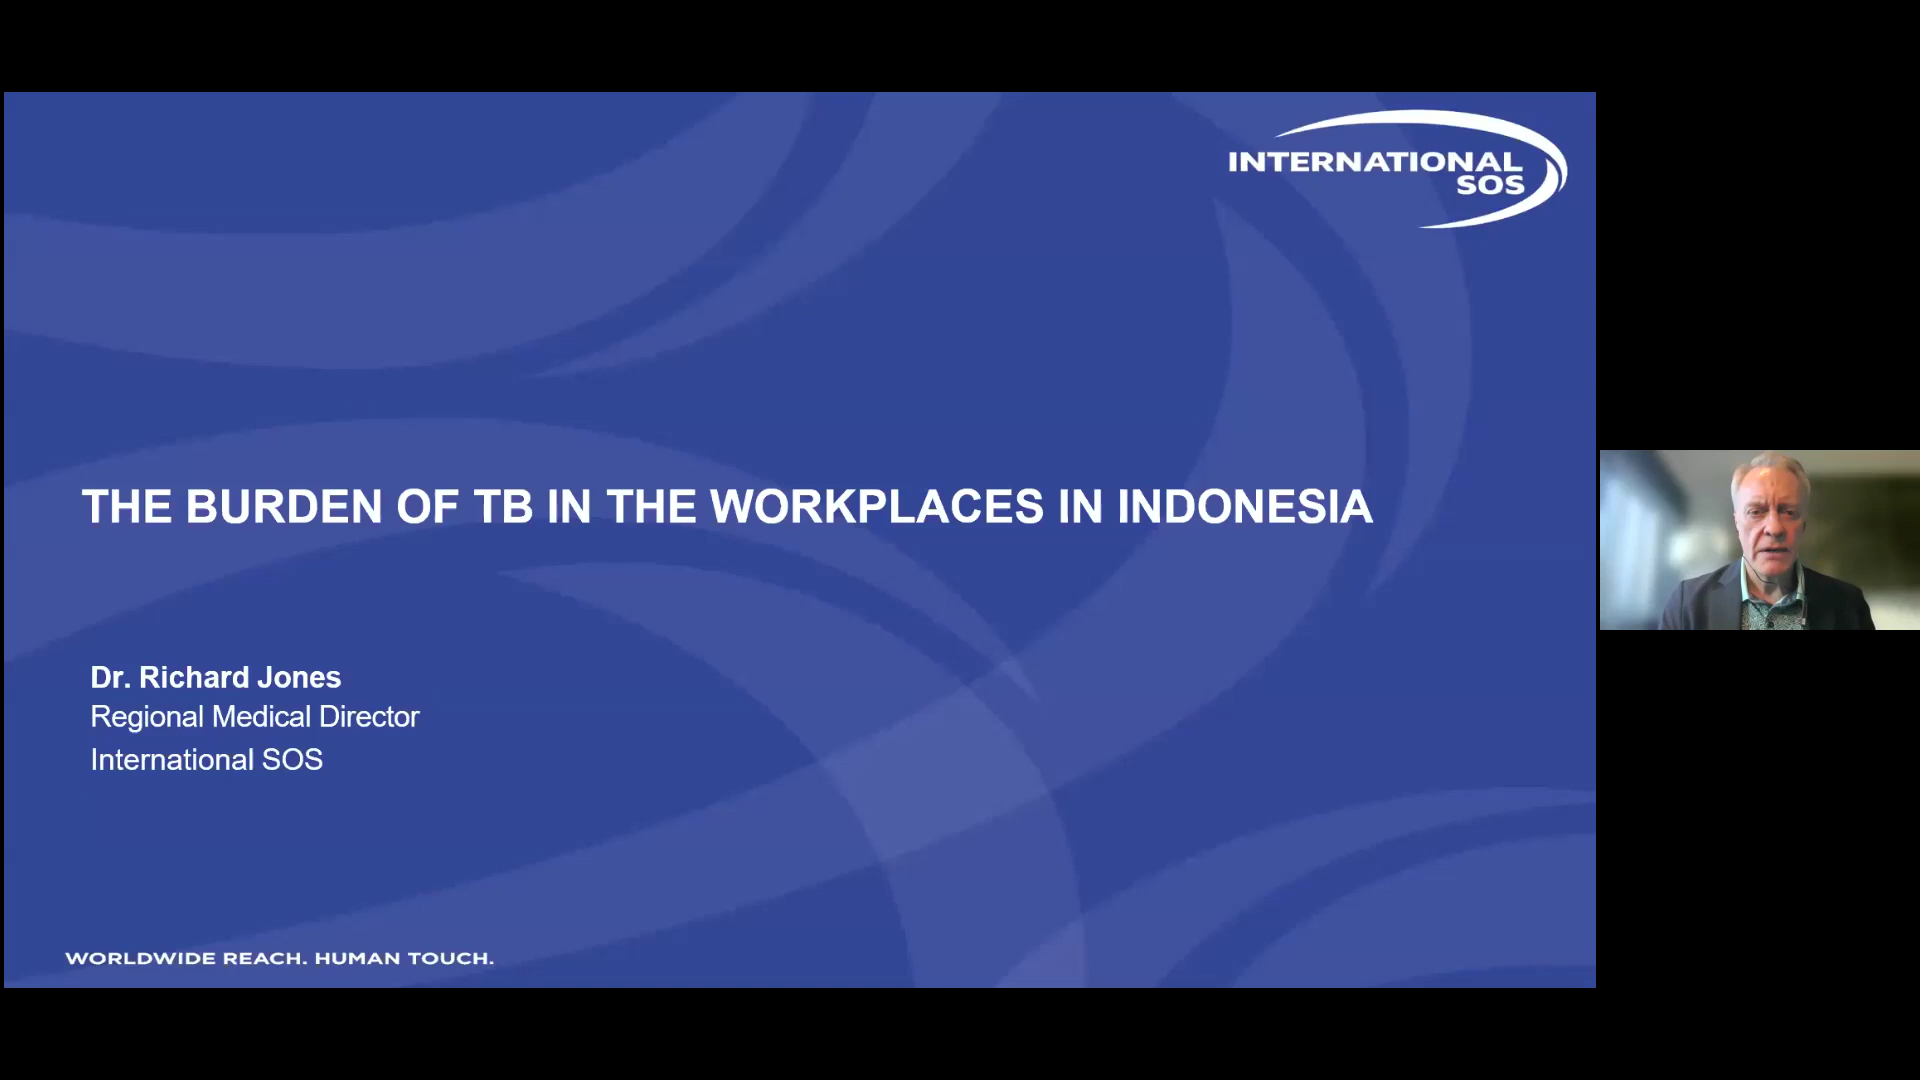 INTERNATIONAL
SOS
THE BURDEN OF TB IN THE WORKPLACES IN INDONESIA
Dr. Richard Jones
Regional Medical Director
International SOS
WORLDWIDE REACH. HUMAN TOUCH.